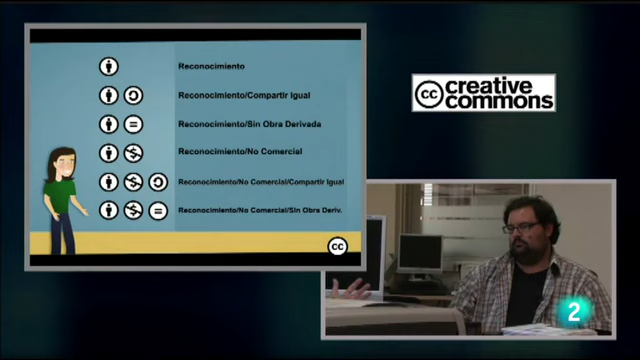 Reconocimiento
Reconocimiento/Compartir Igual
Reconocimiento/Sin Obra Derivada
Reconocimiento/No Comercial
Reconocimiento/No Comercial/Compartir Igual
Reconocimiento/No Comercial/Sin Obra Deriv.
cc
cc creative
commons
2